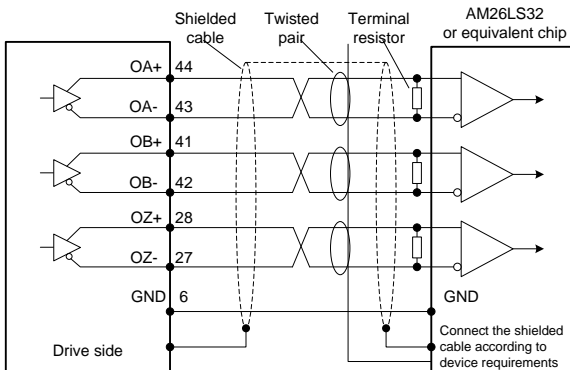 Shielded
cable
Twisted
pair
Terminal
resistor
AM26LS32
or equivalent chip
OA+ 44
OA- 43
OB+ 41
OB- 42
OZ+ 28
OZ- 27
GND 6
GND
Drive side
Connect the shielded
cable according to
device requirements